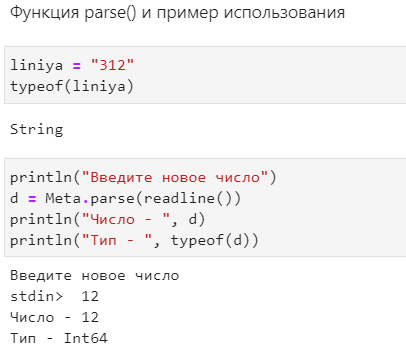 Функция parse() и пример использования
liniya = "312"
typeof(liniya)
String
println("Введите новое число")
d = Meta.parse(readline())
println("Число - ", d)
println("Тип - ", typeof(d))
Введите новое число
stdin>  12
Число - 12
Тип - Int64